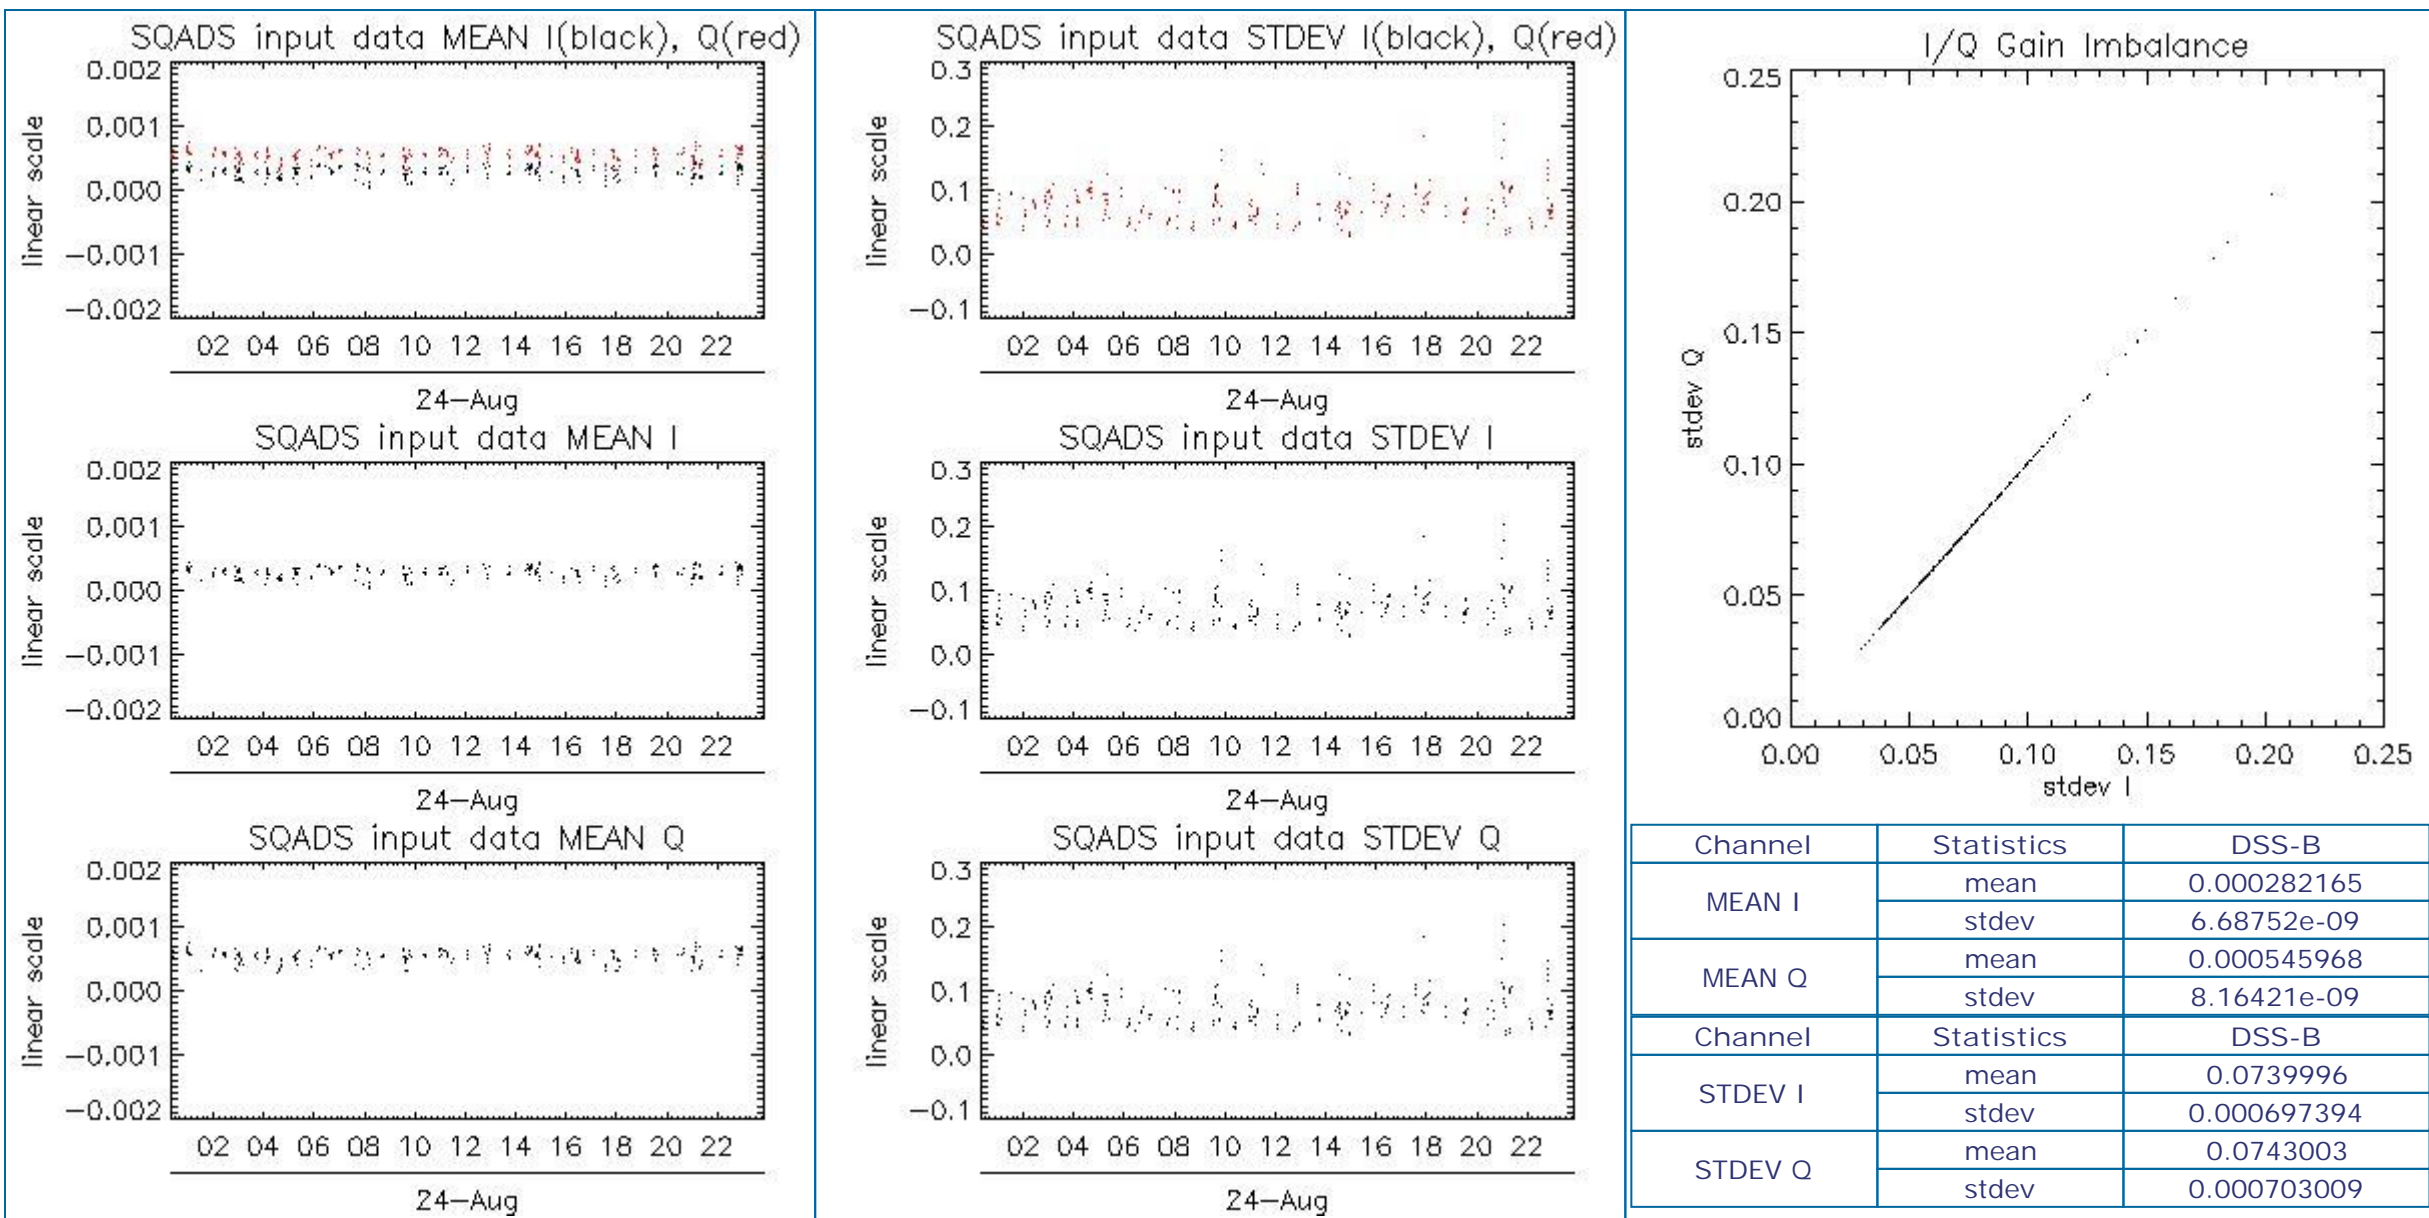 SQADS input data MEAN I(black), Q(red)
0.002
0.001
0.000
−0.001
−0.002
linear scale
02 04 06 08 10 12 14 16 18 20 22
24−Aug
SQADS input data MEAN I
0.002
0.001
0.000
−0.001
−0.002
linear scale
02 04 06 08 10 12 14 16 18 20 22
24−Aug
SQADS input data MEAN Q
0.002
0.001
0.000
−0.001
−0.002
linear scale
02 04 06 08 10 12 14 16 18 20 22
24−Aug
SQADS input data STDEV I(black), Q(red)
0.3
0.2
0.1
0.0
−0.1
linear scale
02 04 06 08 10 12 14 16 18 20 22
24−Aug
SQADS input data STDEV I
0.3
0.2
0.1
0.0
−0.1
linear scale
02 04 06 08 10 12 14 16 18 20 22
24−Aug
SQADS input data STDEV Q
0.3
0.2
0.1
0.0
−0.1
linear scale
02 04 06 08 10 12 14 16 18 20 22
24−Aug
I/Q Gain Imbalance
0.25
0.20
0.15
0.10
0.05
0.00
stdev Q
0.00 0.05 0.10 0.15 0.20 0.25
stdev I
Channel Statistics DSS-B
MEAN I mean 0.000282165
stdev 6.68752e-09
MEAN Q mean 0.000545968
stdev 8.16421e-09
Channel Statistics DSS-B
STDEV I mean 0.0739996
stdev 0.000697394
STDEV Q mean 0.0743003
stdev 0.000703009